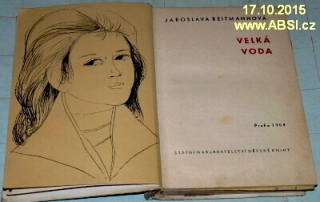 17.10.2015
www.ABSI.cz
JAROSLAVA REITMANNOVÁ
VELKÁ
VODA
Praha 1964
STÁTNÍ NAKLADATELSTVÍ DĚTSKÉ KNIHY